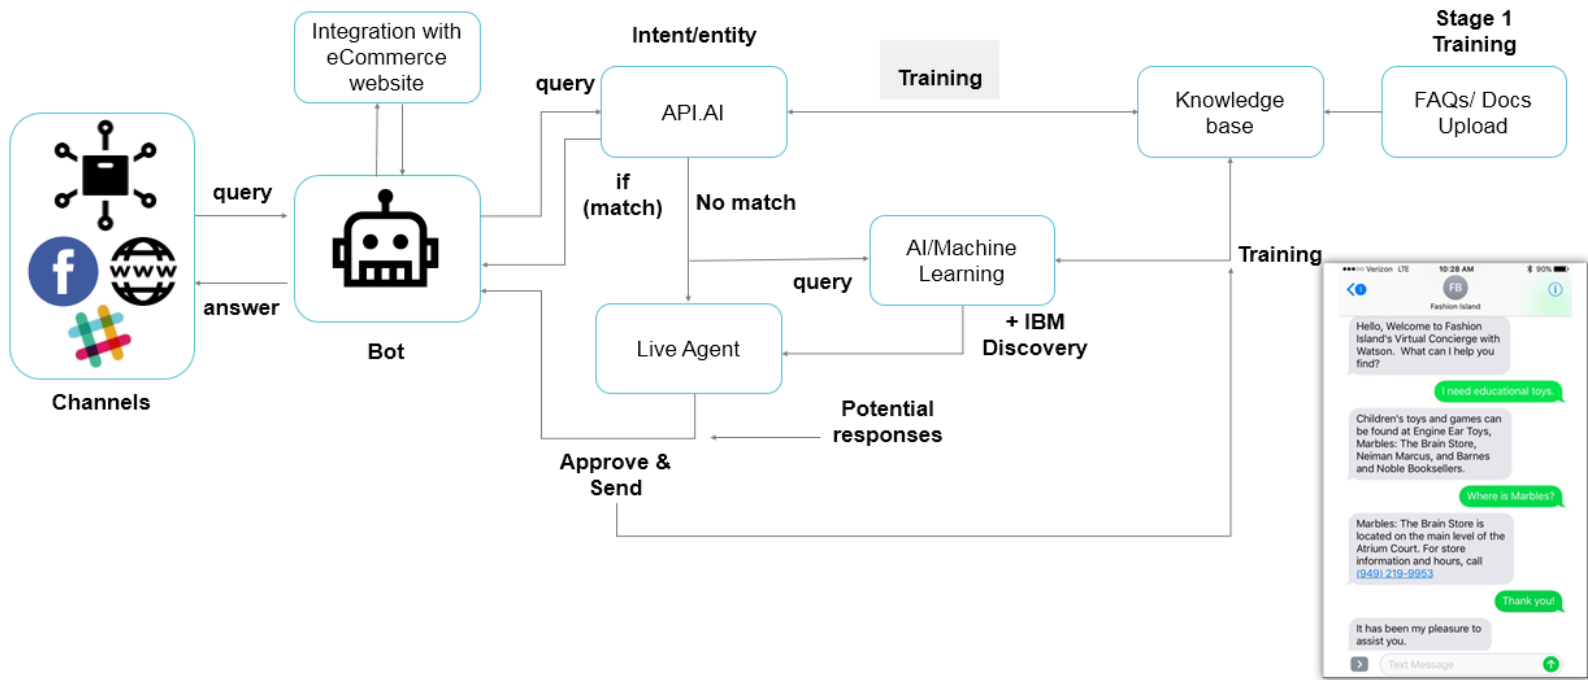 Integration with
eCommerce
website
Intent/entity
Stage 1
Training
query
API.AI
Training
Knowledge
base
FAQs/ Docs
Upload
query
answer
Channels
Bot
if
(match)
No match
query
AI/Machine
Learning
Training
+ IBM
Discovery
Live Agent
Potential
responses
Approve &
Send
www
f
Verizon LTE
10:28 AM
90%
1
FB
Fashion Island
Hello, Welcome to Fashion
Island's Virtual Concierge with
Watson. What can I help you
find?
I need educational toys.
Children's toys and games can
be found at Engine Ear Toys,
Marbles: The Brain Store,
Neiman Marcus, and Barnes
and Noble Booksellers.
Where is Marbles?
Marbles: The Brain Store is
located on the main level of the
Atrium Court. For store
information and hours, call
(949) 219-9953
Thank you!
It has been my pleasure to
assist you.
Text Message